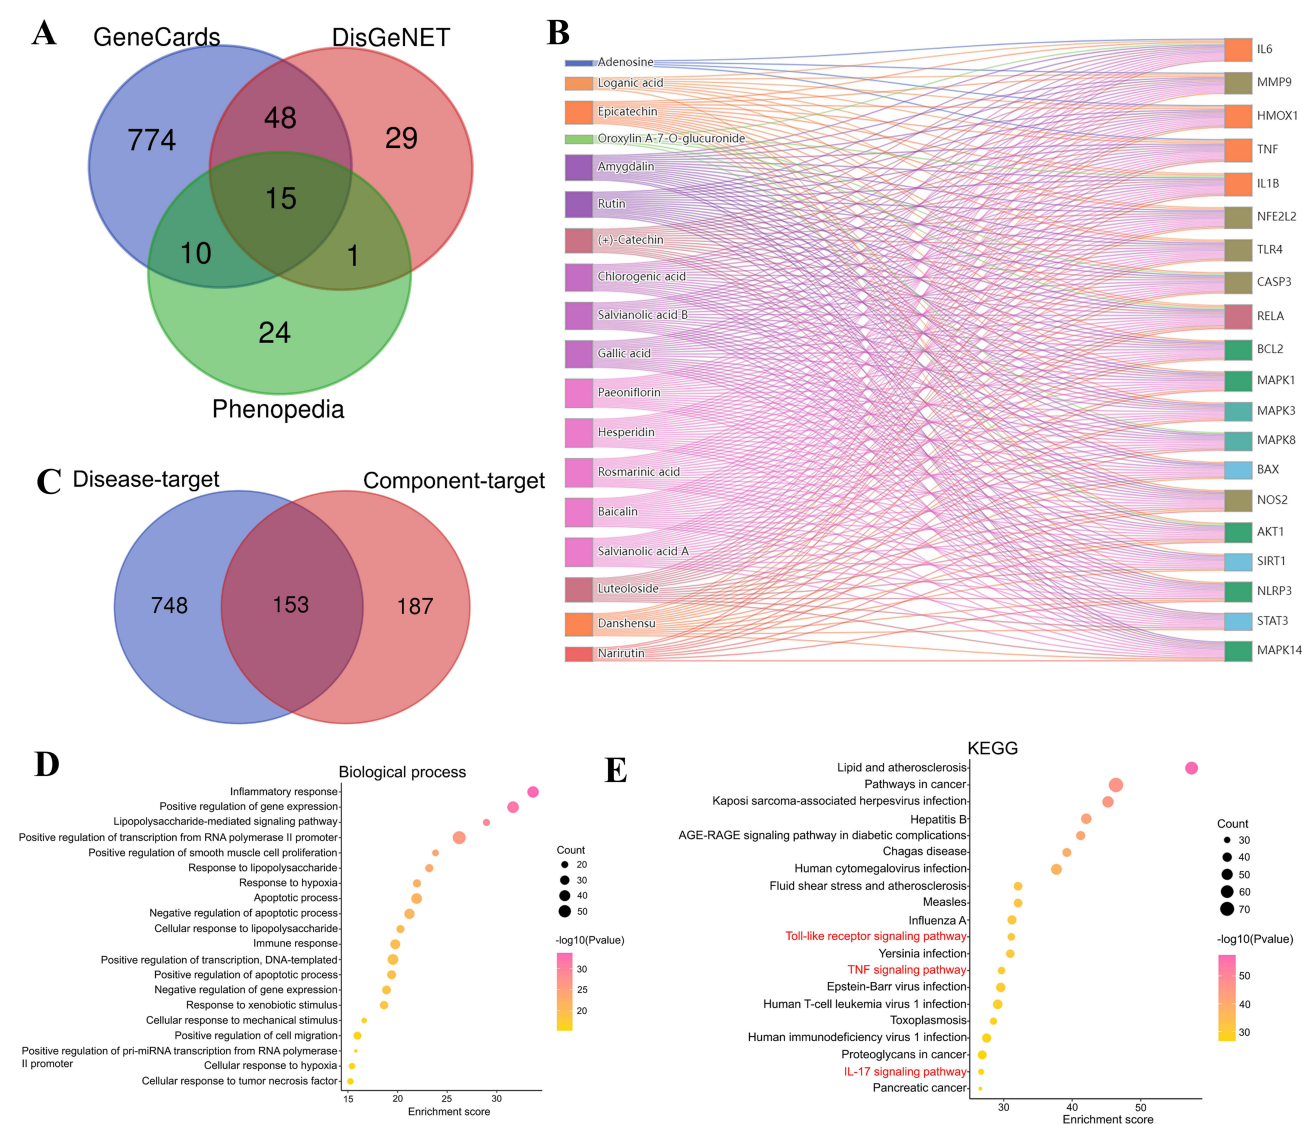 A
GeneCards
DisGeNET
774
48
29
15
10
1
24
Phenopedia
B
Adenosine
Loganic acid
Epicatechin
Oroxylin A-7-O-glucuronide
Amygdalin
Rutin
(+)-Catechin
Chlorogenic acid
Salvianolic acid B
Gallic acid
Paeoniflorin
Hesperidin
Rosmarinic acid
Baicalin
Salvianolic acid A
Luteoloside
Danshensu
Narirutin
IL6
MMP9
HMOX1
TNF
IL1B
NFE2L2
TLR4
CASP3
RELA
BCL2
MAPK1
MAPK3
MAPK8
BAX
NOS2
AKT1
SIRT1
NLRP3
STAT3
MAPK14
C
Disease-target
Component-target
748
153
187
D
Biological process
Inflammatory response
Positive regulation of gene expression
Lipopolysaccharide-mediated signaling pathway
Positive regulation of transcription from RNA polymerase II promoter
Positive regulation of smooth muscle cell proliferation
Response to lipopolysaccharide
Response to hypoxia
Apoptotic process
Negative regulation of apoptotic process
Cellular response to lipopolysaccharide
Immune response
Positive regulation of transcription, DNA-templated
Positive regulation of apoptotic process
Negative regulation of gene expression
Response to xenobiotic stimulus
Cellular response to mechanical stimulus
Positive regulation of cell migration
Positive regulation of pri-miRNA transcription from RNA polymerase
II promoter
Cellular response to hypoxia
Cellular response to tumor necrosis factor
15 20 25 30
Enrichment score
Count
20
30
40
50
-log10(Pvalue)
30
25
20
E
KEGG
Lipid and atherosclerosis
Pathways in cancer
Kaposi sarcoma-associated herpesvirus infection
Hepatitis B
AGE-RAGE signaling pathway in diabetic complications
Chagas disease
Human cytomegalovirus infection
Fluid shear stress and atherosclerosis
Measles
Influenza A
Toll-like receptor signaling pathway
Yersinia infection
TNF signaling pathway
Epstein-Barr virus infection
Human T-cell leukemia virus 1 infection
Toxoplasmosis
Human immunodeficiency virus 1 infection
Proteoglycans in cancer
IL-17 signaling pathway
Pancreatic cancer
30 40 50
Enrichment score
Count
30
40
50
60
70
-log10(Pvalue)
50
40
30